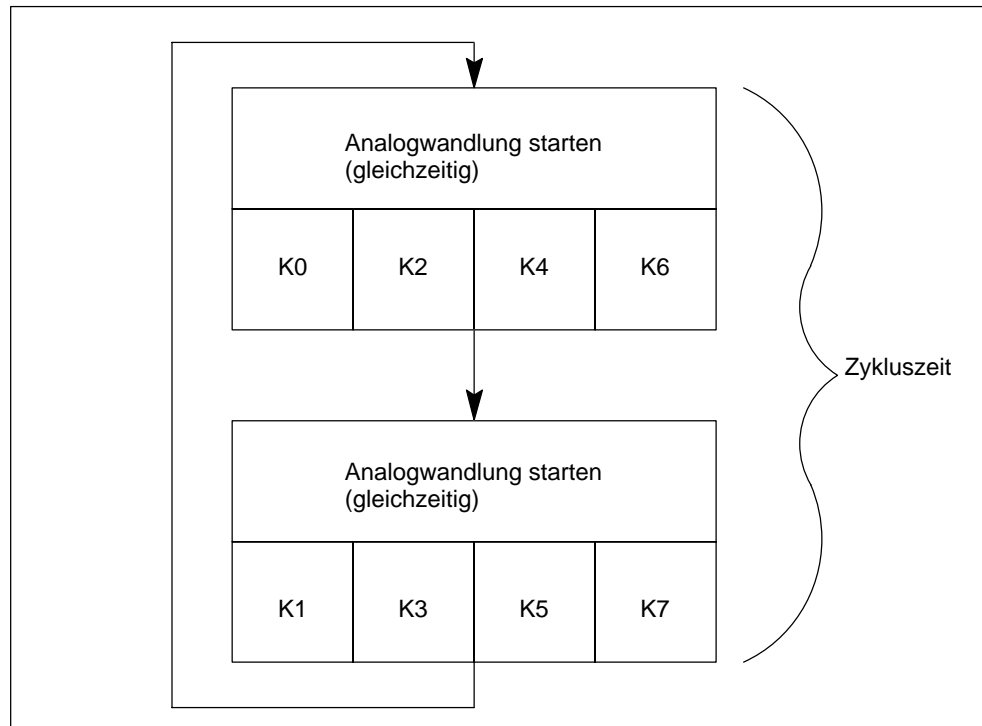 Analogwandlung starten
(gleichzeitig)
K0 K2 K4 K6
Zykluszeit
Analogwandlung starten
(gleichzeitig)
K1 K3 K5 K7